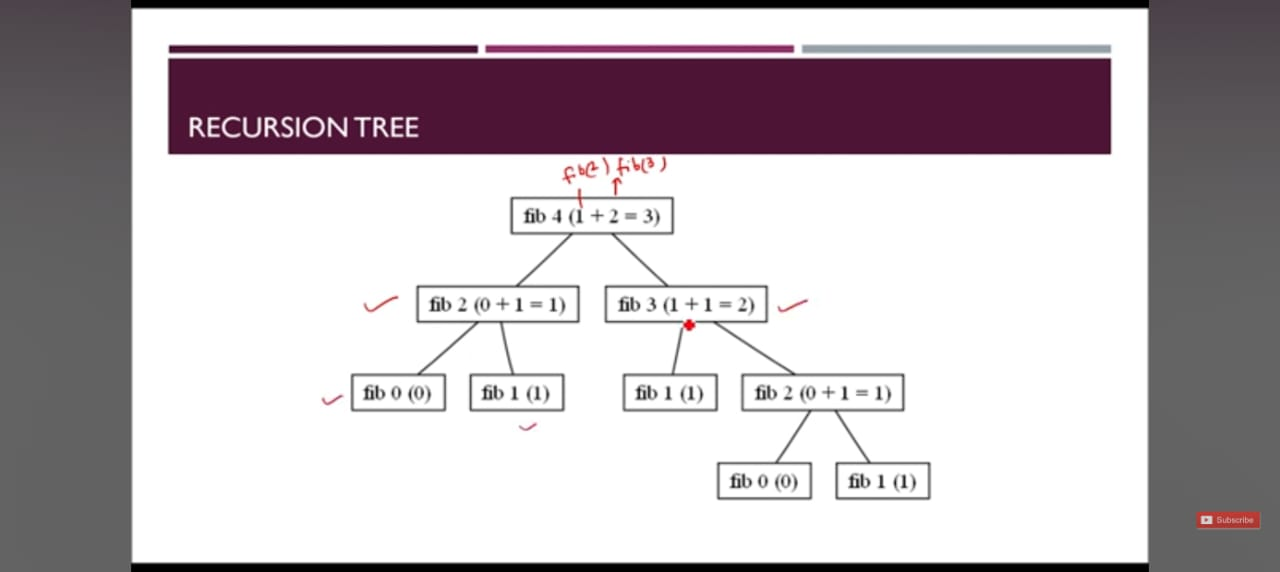 RECURSION TREE
fib(2) fib(3)
fib 4 (1 + 2 = 3)
fib 2 (0 + 1 = 1) fib 3 (1 + 1 = 2)
fib 0 (0) fib 1 (1) fib 1 (1) fib 2 (0 + 1 = 1)
fib 0 (0) fib 1 (1)
Subscribe